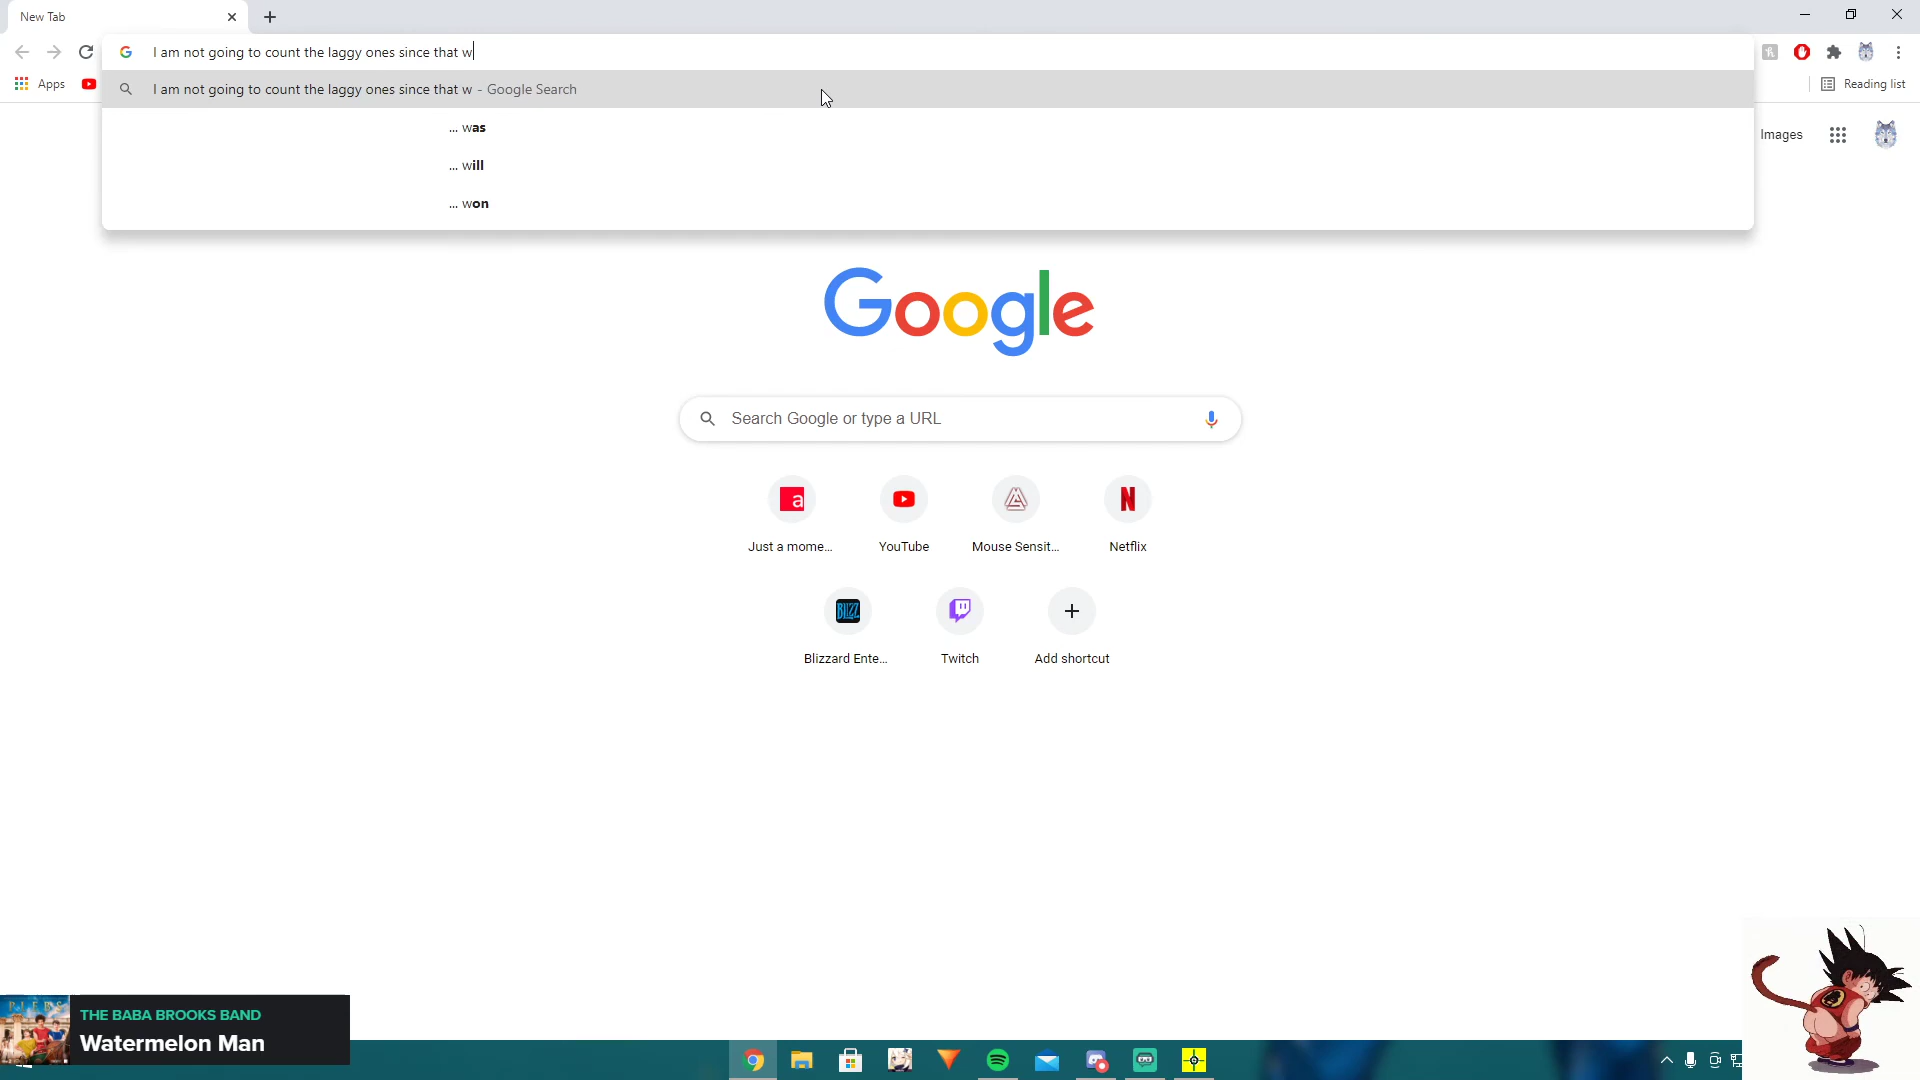 New Tab
I am not going to count the laggy ones since that w
Apps
Reading list
I am not going to count the laggy ones since that w - Google Search
... was
... will
... won
Images
Google
Search Google or type a URL
Just a mome...
YouTube
Mouse Sensit...
Netflix
Blizzard Ente...
Twitch
Add shortcut
THE BABA BROOKS BAND
Watermelon Man